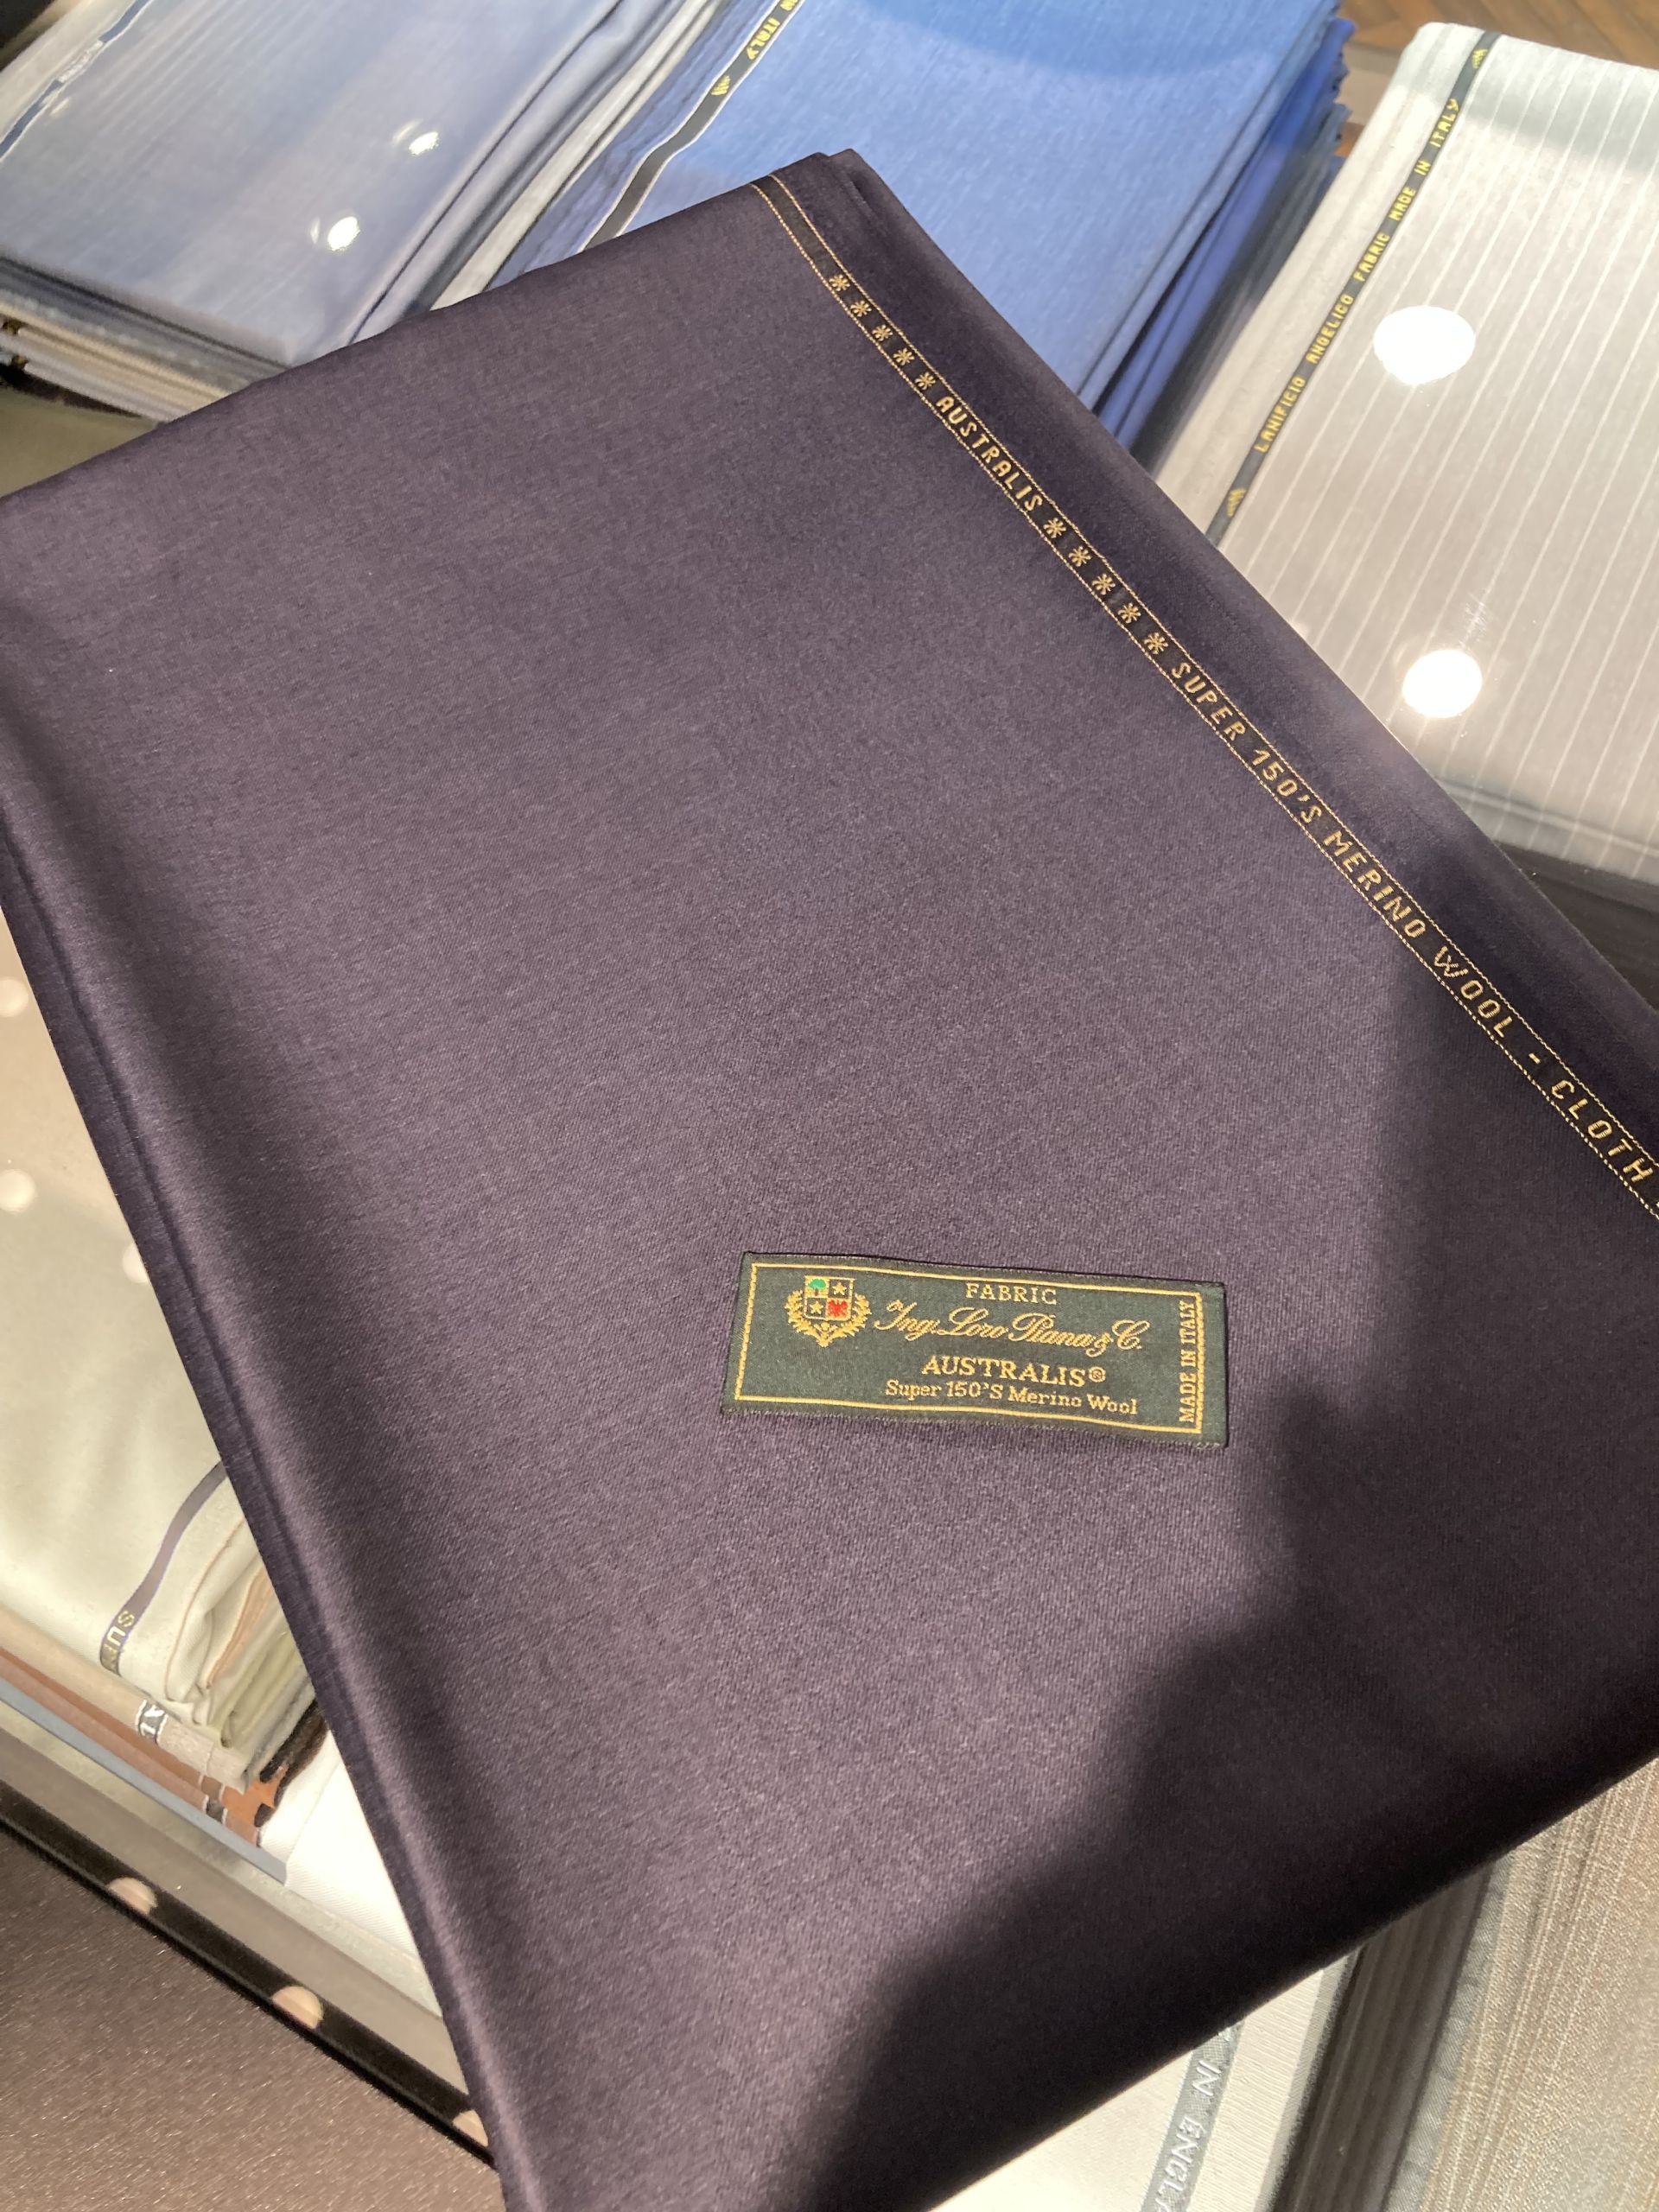 ITALY
LANIFICIO ANGELICO FABRIC MADE IN ITALY
***** AUSTRALIS ***** SUPER 150'S MERINO WOOL - CLOTH
FABRIC
Ing. Loro Piana & C.
AUSTRALIS®
Super 150'S Merino Wool
MADE IN ITALY
IN